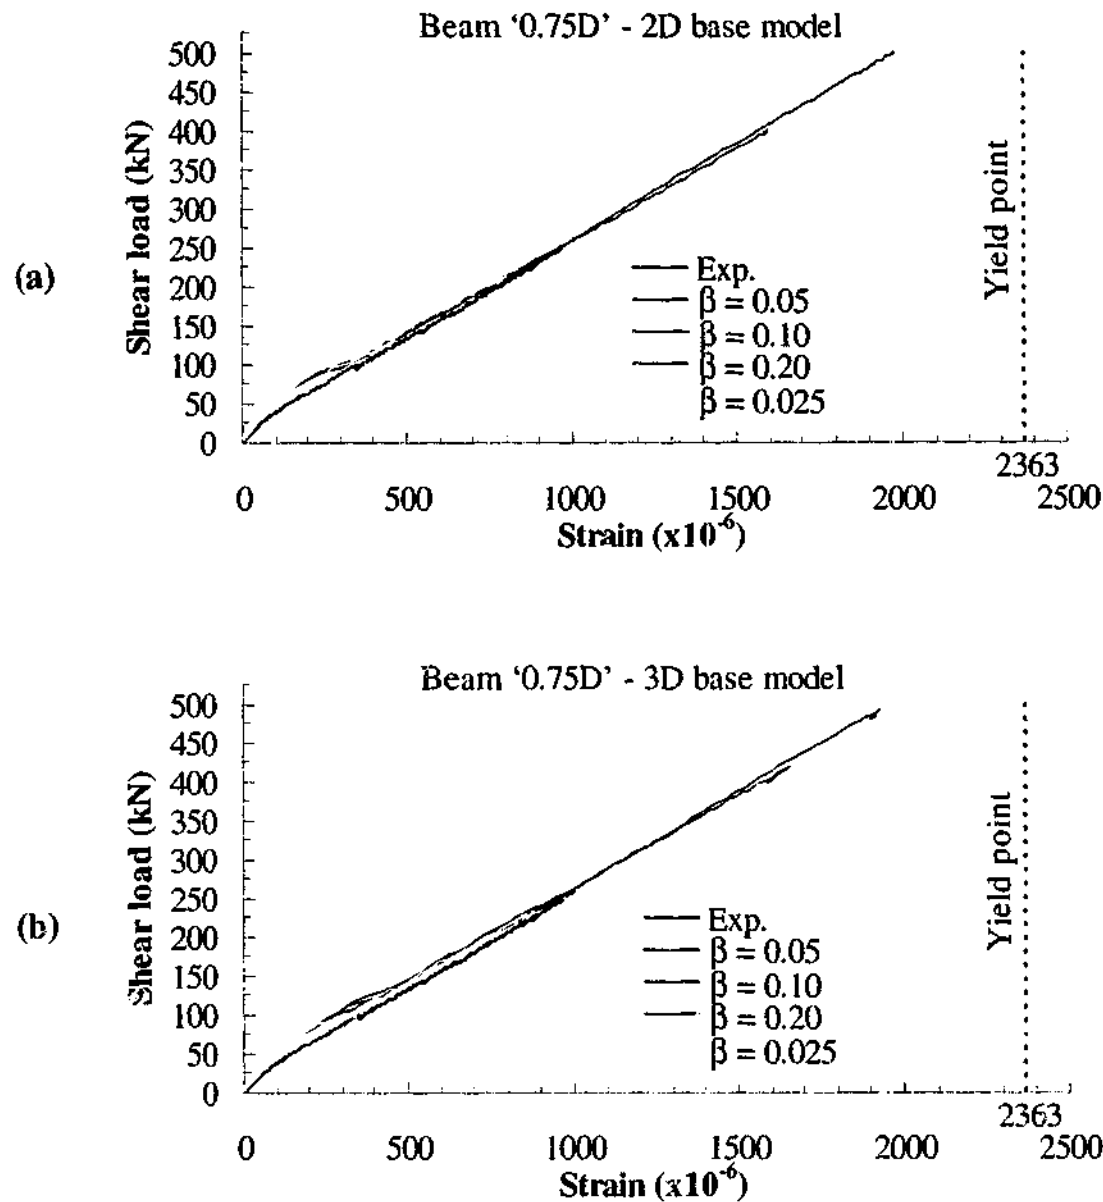 Beam ‘0.75D’ - 2D base model
500
450
400
350
300
250
200
150
100
50
0
Shear load (kN)
(a)
Exp.
β = 0.05
β = 0.10
β = 0.20
β = 0.025
Yield point
2363
0 500 1000 1500 2000 2500
Strain (x10⁻⁶)
Beam ‘0.75D’ - 3D base model
500
450
400
350
300
250
200
150
100
50
0
Shear load (kN)
(b)
Exp.
β = 0.05
β = 0.10
β = 0.20
β = 0.025
Yield point
2363
0 500 1000 1500 2000 2500
Strain (x10⁻⁶)